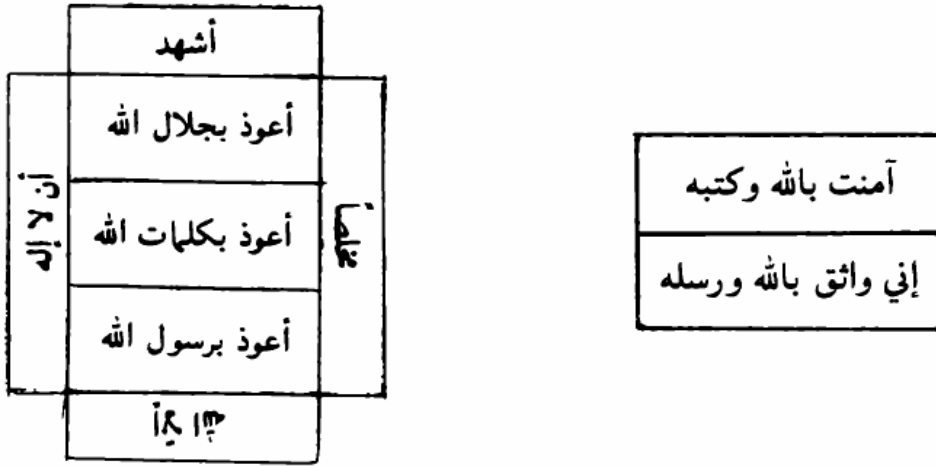 أشهد
أعوذ بجلال الله
أن لا إله
أعوذ بكلمات الله
أعوذ برسول الله
آمنت بالله وكتبه
إني واثق بالله ورسله